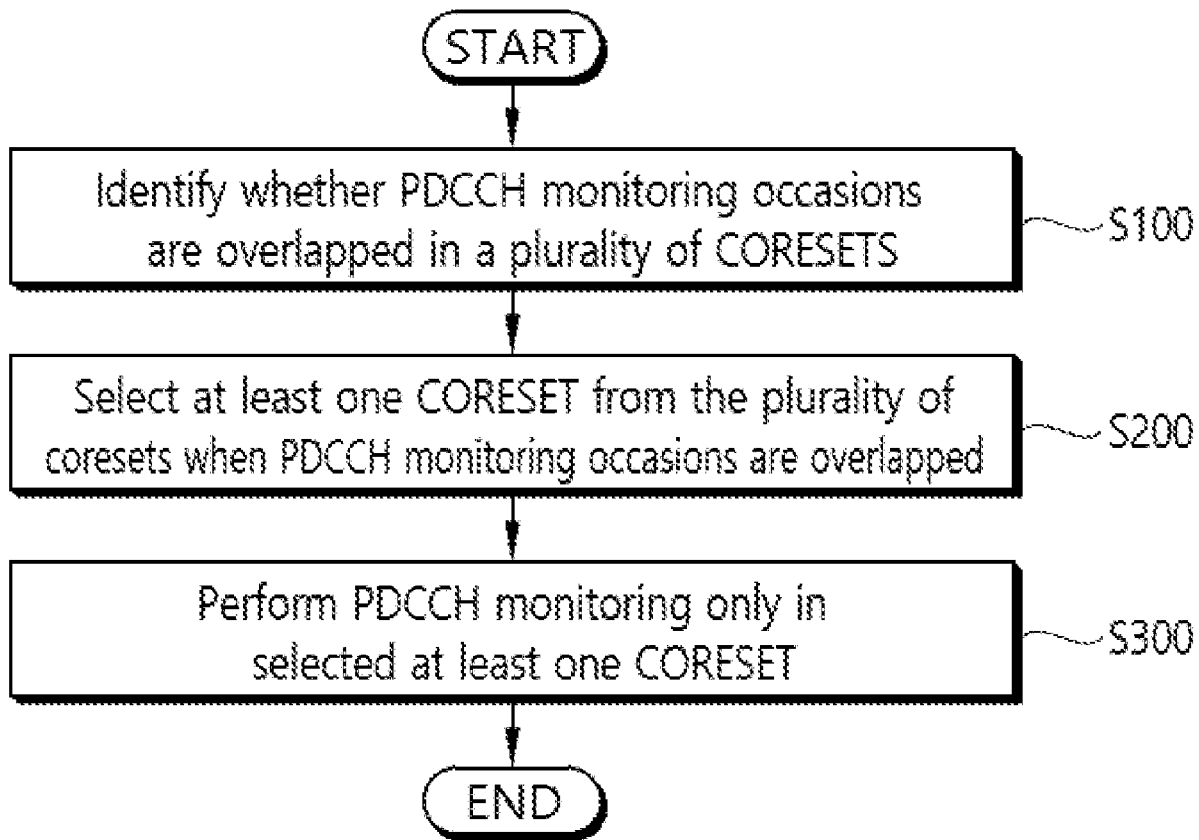 START
Identify whether PDCCH monitoring occasions
are overlapped in a plurality of CORESETS
S100
Select at least one CORESET from the plurality of
coresets when PDCCH monitoring occasions are overlapped
S200
Perform PDCCH monitoring only in
selected at least one CORESET
S300
END